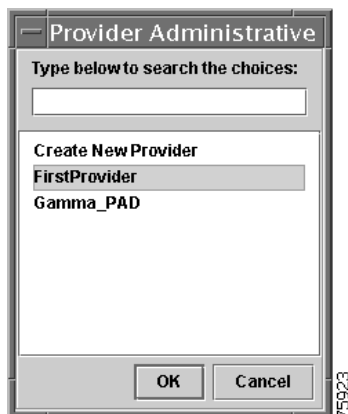 Provider Administrative
Type below to search the choices:
Create New Provider
FirstProvider
Gamma_PAD
OK Cancel
75923